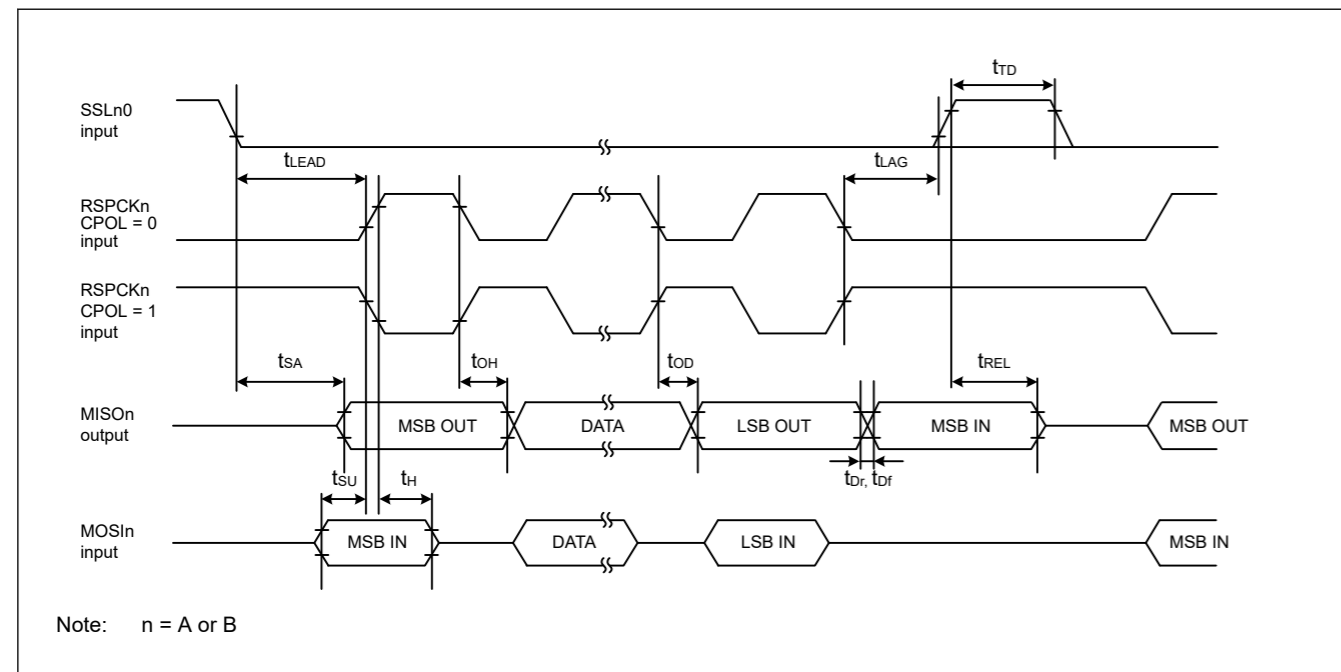 tTD
SSLn0
input
tLEAD
tLAG
RSPCKn
CPOL = 0
input
RSPCKn
CPOL = 1
input
tSA
tOH
tOD
tREL
MISOn
output
MSB OUT
DATA
LSB OUT
MSB IN
MSB OUT
tSU
tH
tDr, tDf
MOSIn
input
MSB IN
DATA
LSB IN
MSB IN
Note: n = A or B